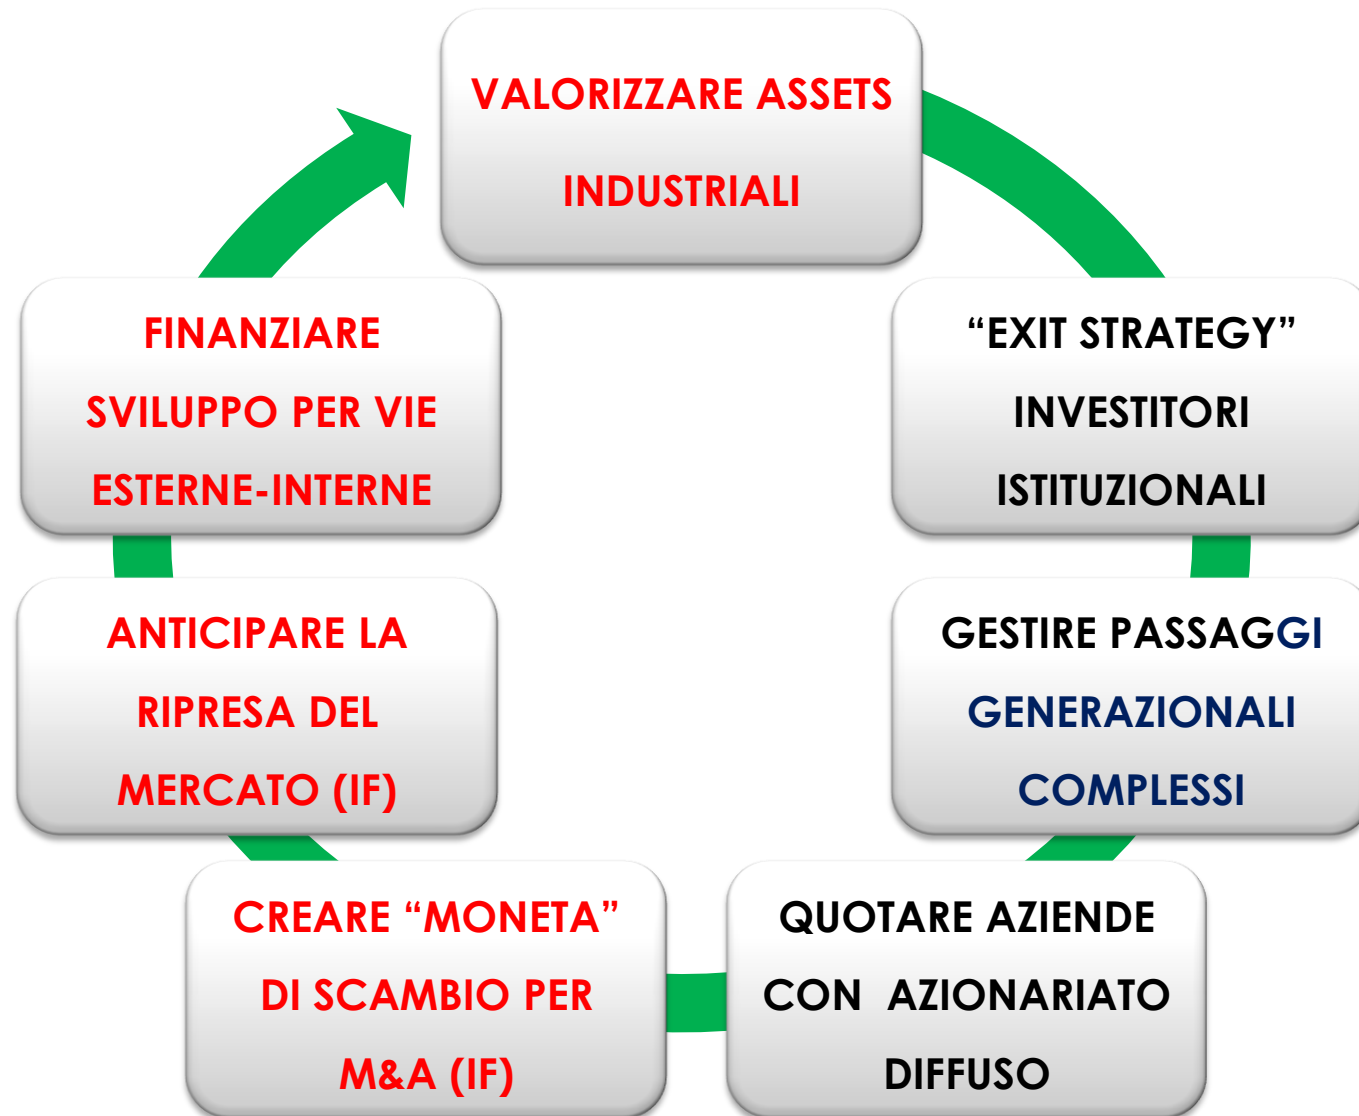 VALORIZZARE ASSETS
INDUSTRIALI
“EXIT STRATEGY”
INVESTITORI
ISTITUZIONALI
GESTIRE PASSAGGI
GENERAZIONALI
COMPLESSI
QUOTARE AZIENDE
CON AZIONARIATO
DIFFUSO
CREARE “MONETA”
DI SCAMBIO PER
M&A (IF)
ANTICIPARE LA
RIPRESA DEL
MERCATO (IF)
FINANZIARE
SVILUPPO PER VIE
ESTERNE-INTERNE